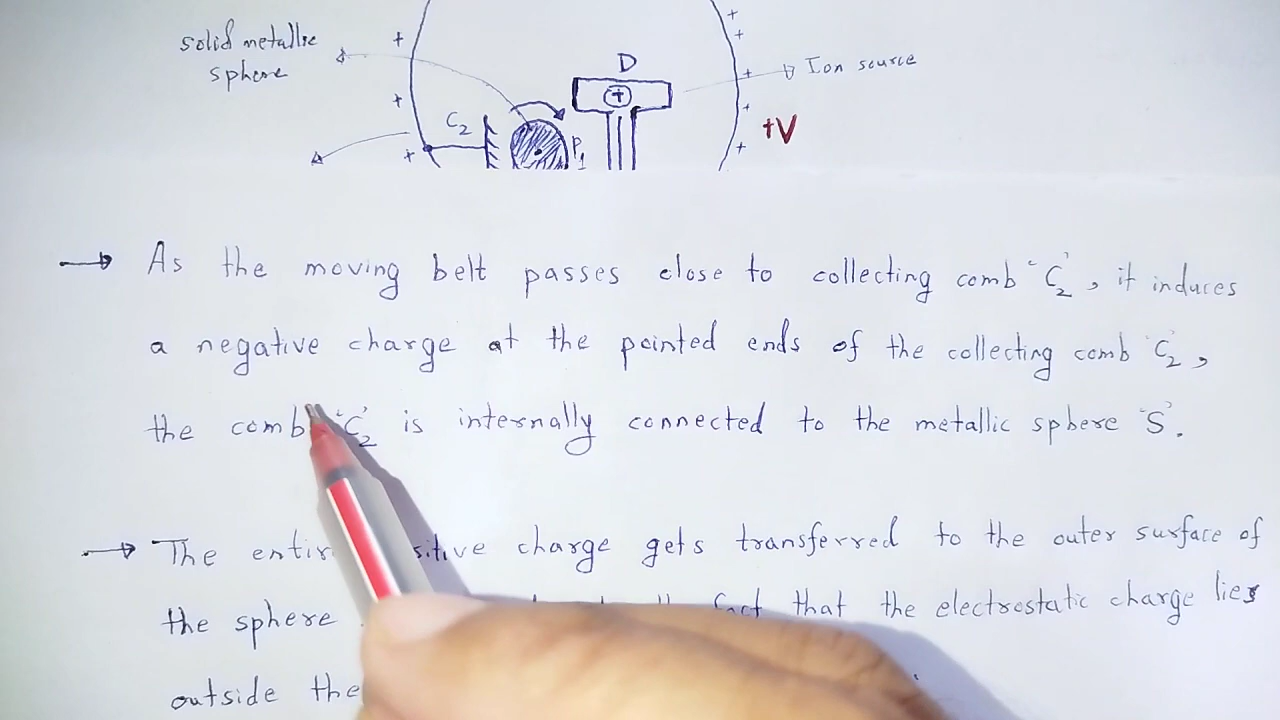 solid metallic
sphere
D
Ion source
+
C2
P1
+V
→ As the moving belt passes close to collecting comb 'C2', it induces
a negative charge at the pointed ends of the collecting comb 'C2',
the comb 'C2' is internally connected to the metallic sphere 'S'.
→ The charge gets transferred to the outer surface of
the sphere fact that the electrostatic charge lies
outside the